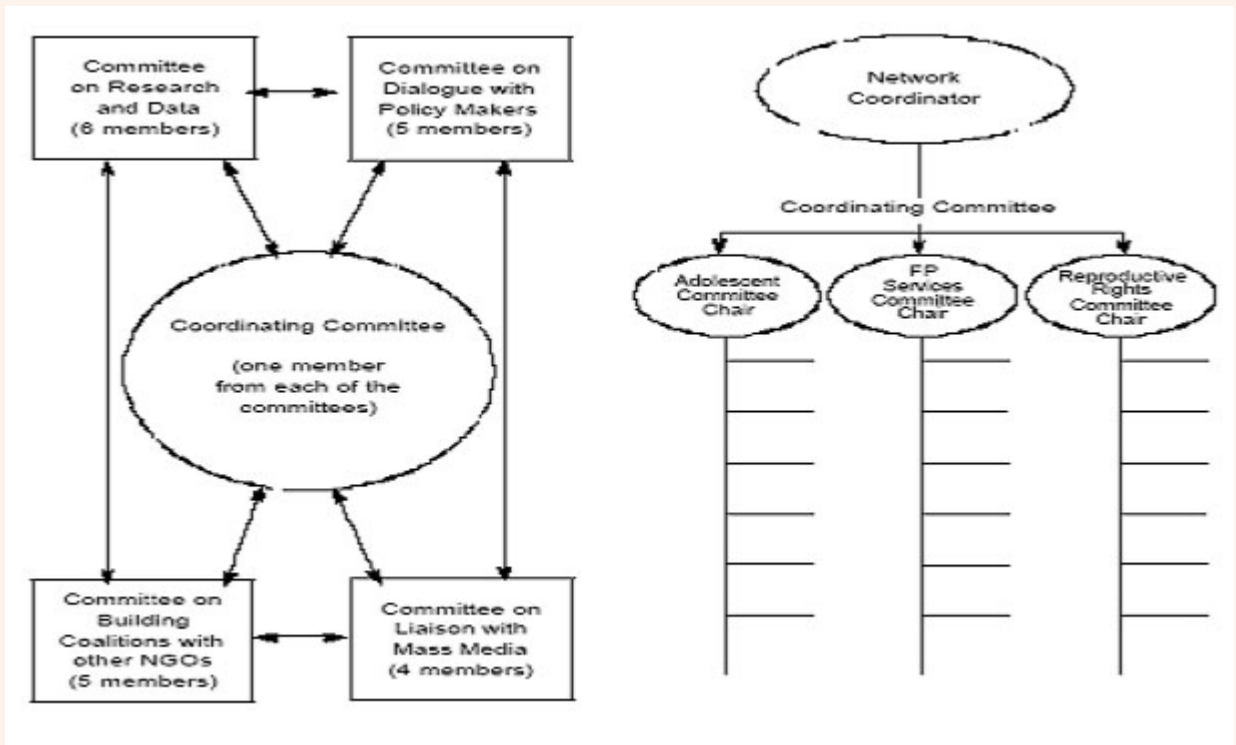 Committee
on Research
and Data
(6 members)
Committee on
Dialogue with
Policy Makers
(5 members)
Coordinating Committee
(one member
from each of the
committees)
Committee on
Building
Coalitions with
other NGOs
(5 members)
Committee on
Liaison with
Mass Media
(4 members)
Network
Coordinator
Coordinating Committee
Adolescent
Committee
Chair
FP
Services
Committee
Chair
Reproductive
Rights
Committee
Chair